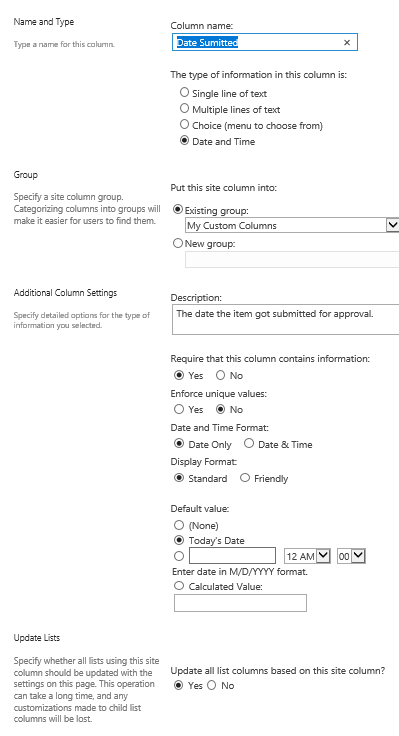 Name and Type
Type a name for this column.
Column name:
Date Sumitted
The type of information in this column is:
Single line of text
Multiple lines of text
Choice (menu to choose from)
Date and Time
Group
Specify a site column group.
Categorizing columns into groups will
make it easier for users to find them.
Put this site column into:
Existing group:
My Custom Columns
New group:
Additional Column Settings
Specify detailed options for the type of
information you selected.
Description:
The date the item got submitted for approval.
Require that this column contains information:
Yes No
Enforce unique values:
Yes No
Date and Time Format:
Date Only Date & Time
Display Format:
Standard Friendly
Default value:
(None)
Today's Date
12 AM 00
Enter date in M/D/YYYY format.
Calculated Value:
Update Lists
Specify whether all lists using this site
column should be updated with the
settings on this page. This operation
can take a long time, and any
customizations made to child list
columns will be lost.
Update all list columns based on this site column?
Yes No